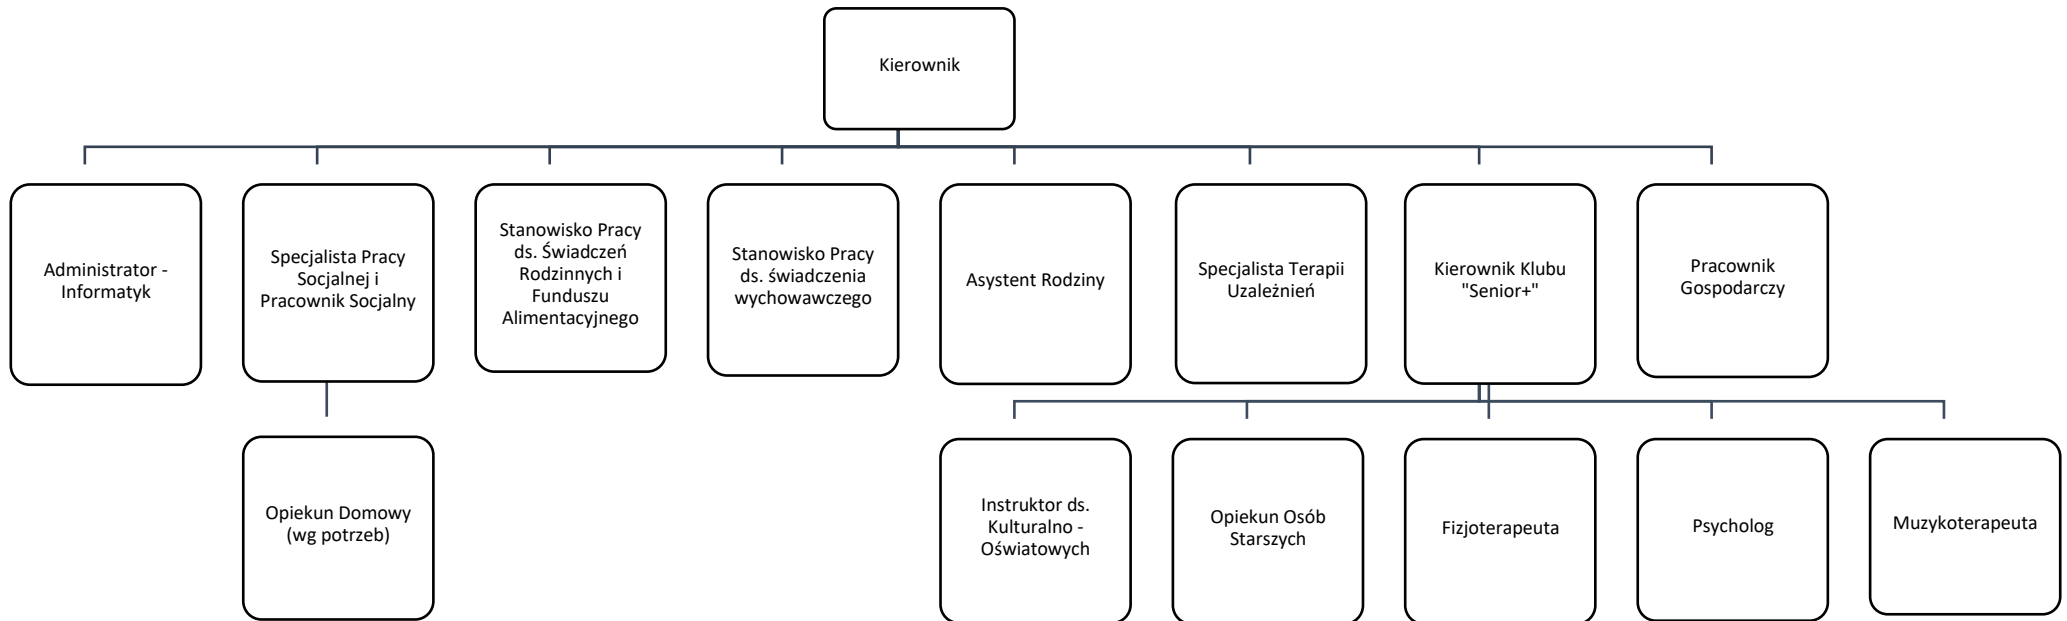 Kierownik
Administrator -
Informatyk
Specjalista Pracy
Socjalnej i
Pracownik Socjalny
Stanowisko Pracy
ds. Świadczeń
Rodzinnych i
Funduszu
Alimentacyjnego
Stanowisko Pracy
ds. świadczenia
wychowawczego
Asystent Rodziny
Specjalista Terapii
Uzależnień
Kierownik Klubu
"Senior+"
Pracownik
Gospodarczy
Opiekun Domowy
(wg potrzeb)
Instruktor ds.
Kulturalno -
Oświatowych
Opiekun Osób
Starszych
Fizjoterapeuta
Psycholog
Muzykoterapeuta